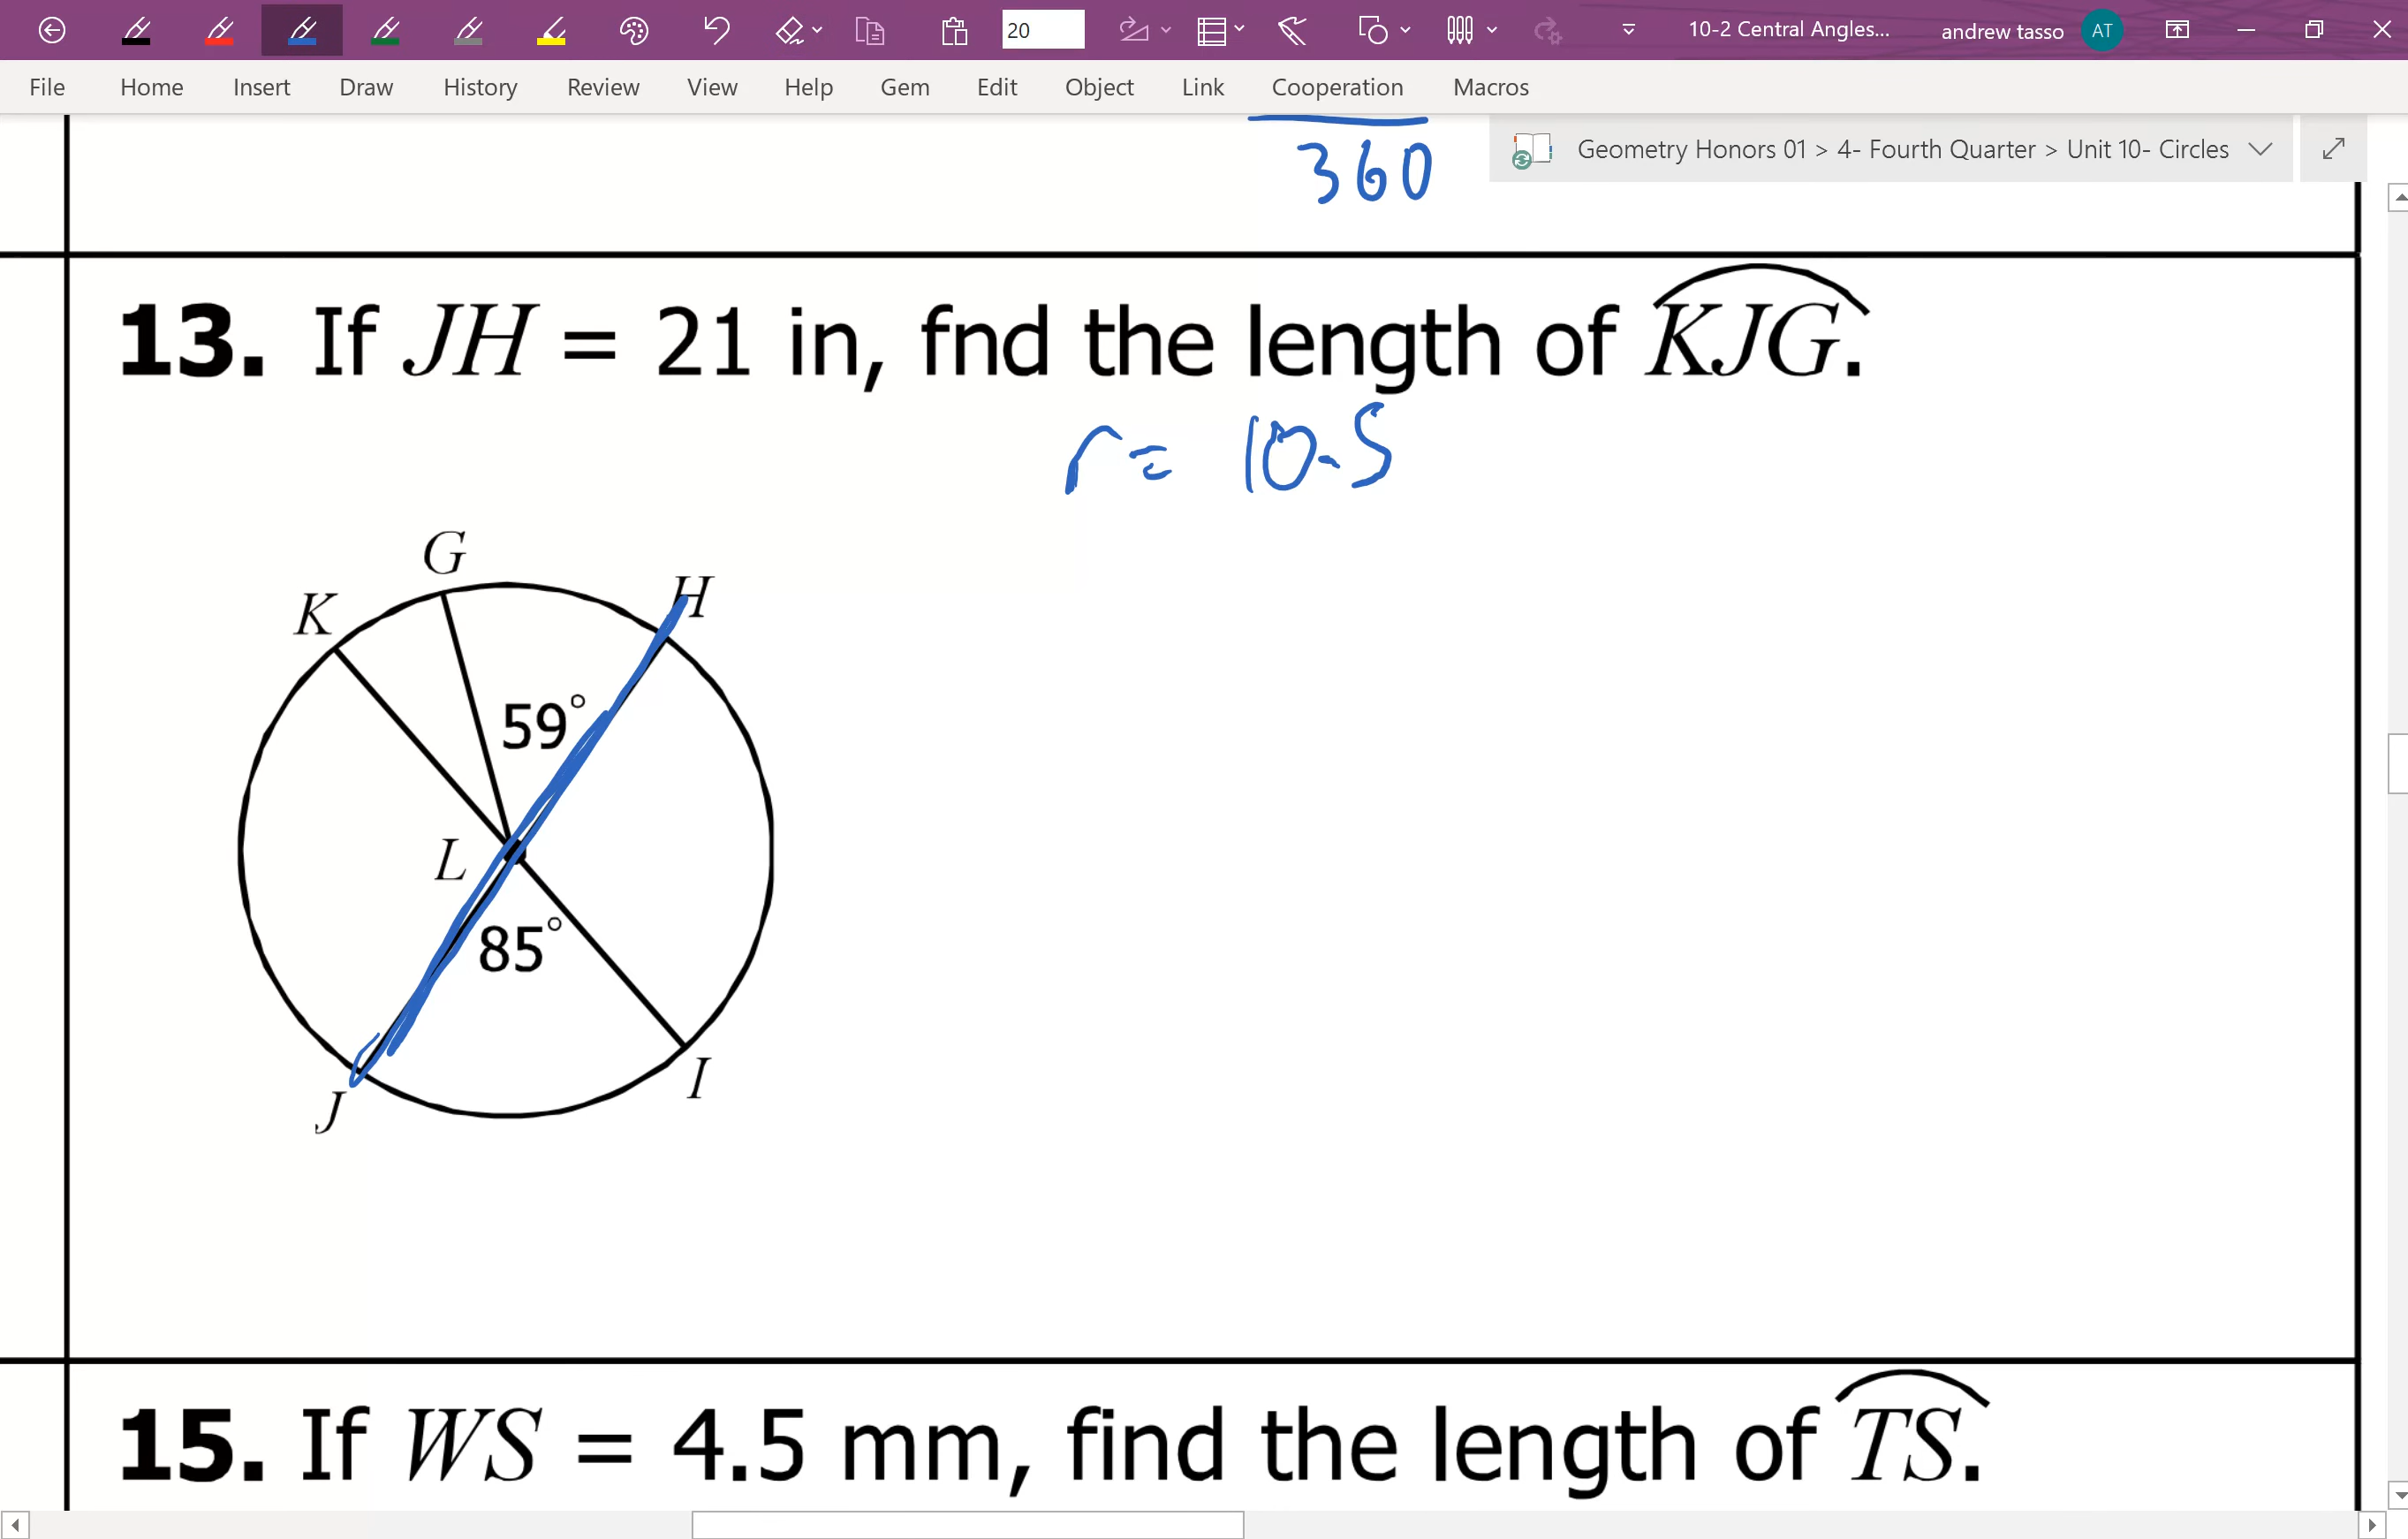 20
10-2 Central Angles...
andrew tasso
AT
File Home Insert Draw History Review View Help Gem Edit Object Link Cooperation Macros
Geometry Honors 01 > 4- Fourth Quarter > Unit 10- Circles
360
13. If JH = 21 in, fnd the length of KJG.
r = 10.5
G
H
K
59°
L
85°
I
J
15. If WS = 4.5 mm, find the length of TS.